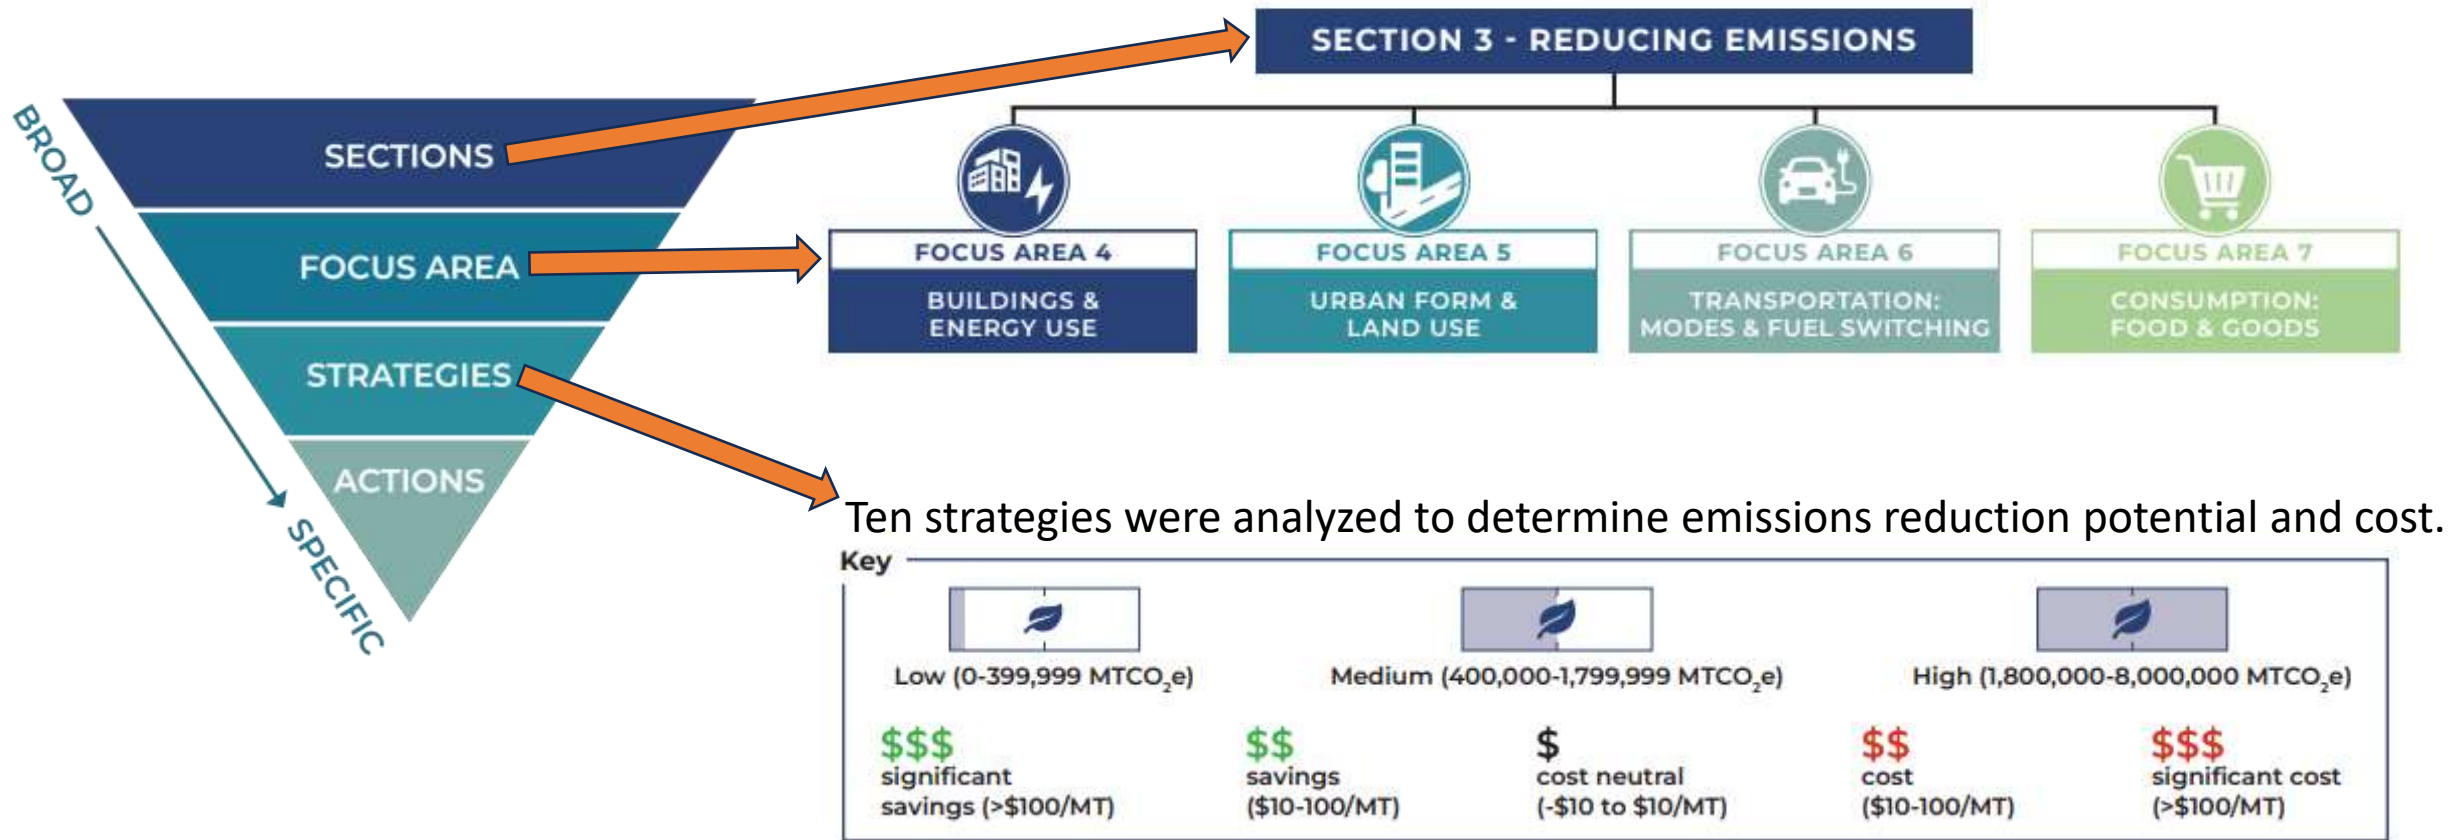 BROAD
SECTIONS
FOCUS AREA
STRATEGIES
ACTIONS
SPECIFIC
SECTION 3 - REDUCING EMISSIONS
FOCUS AREA 4
BUILDINGS &
ENERGY USE
FOCUS AREA 5
URBAN FORM &
LAND USE
FOCUS AREA 6
TRANSPORTATION:
MODES & FUEL SWITCHING
FOCUS AREA 7
CONSUMPTION:
FOOD & GOODS
Ten strategies were analyzed to determine emissions reduction potential and cost.
Key
Low (0-399,999 MTCO₂e)
Medium (400,000-1,799,999 MTCO₂e)
High (1,800,000-8,000,000 MTCO₂e)
$$$
significant
savings (>$100/MT)
$$
savings
($10-100/MT)
$
cost neutral
(-$10 to $10/MT)
$$
cost
($10-100/MT)
$$$
significant cost
(>$100/MT)